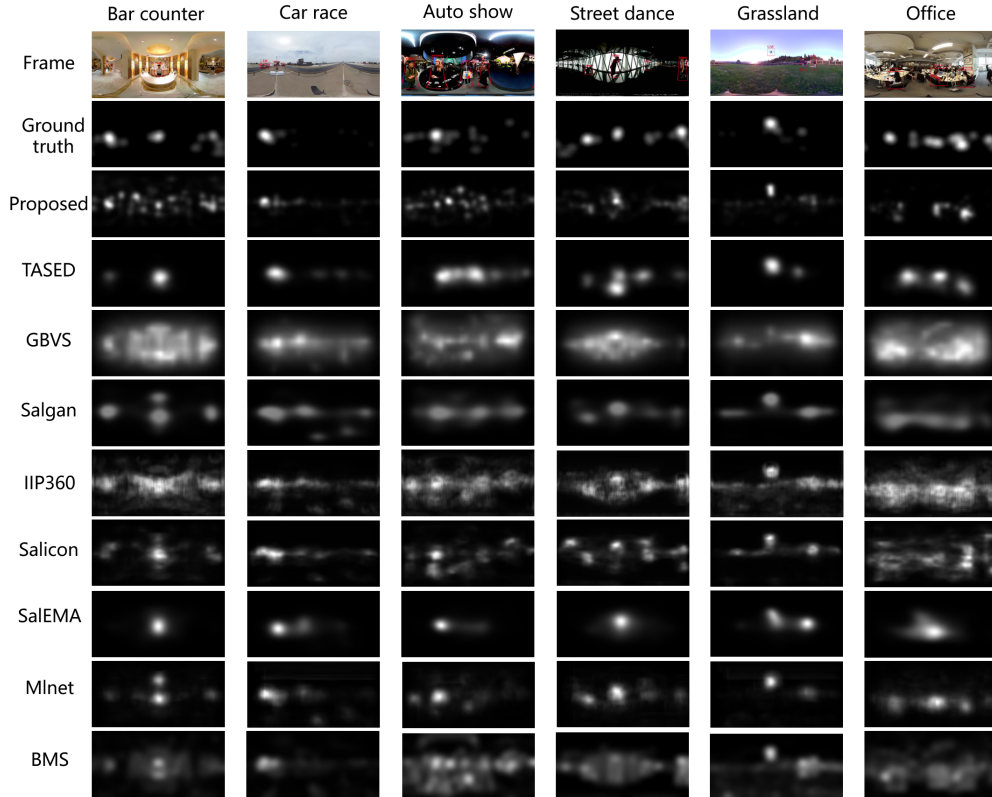 Bar counter Car race Auto show Street dance Grassland Office
Frame
Ground
truth
Proposed
TASED
GBVS
Salgan
IIP360
Salicon
SalEMA
Mlnet
BMS